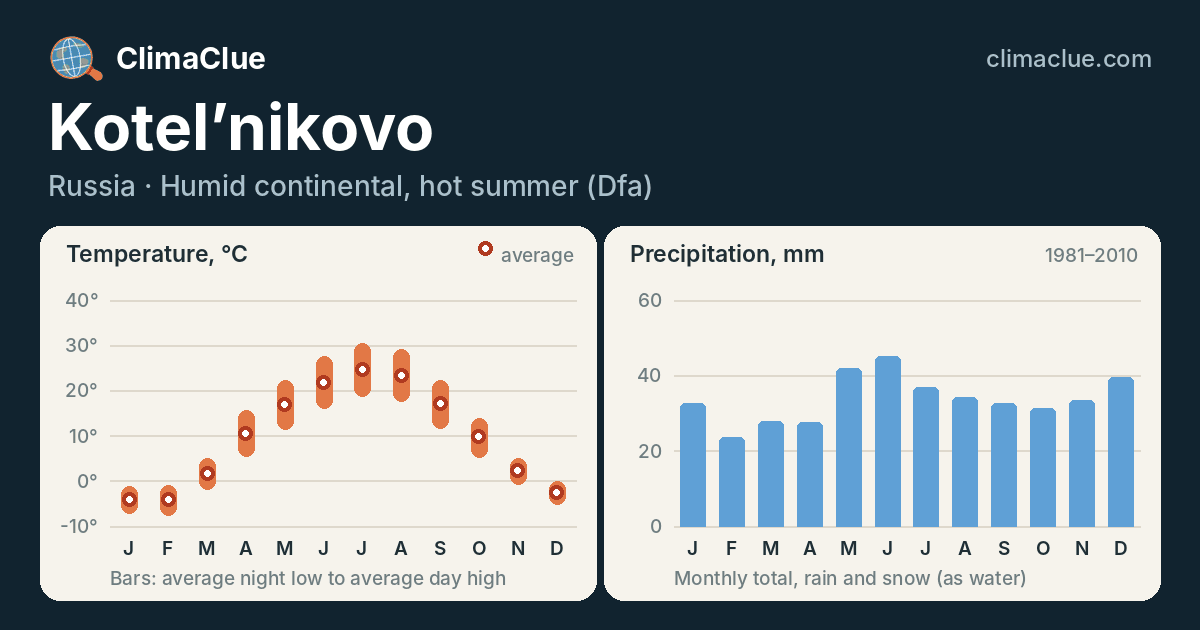 ClimaClue
climaclue.com
Kotel’nikovo
Russia · Humid continental, hot summer (Dfa)
Temperature, °C
average
40°
30°
20°
10°
0°
-10°
J F M A M J J A S O N D
Bars: average night low to average day high
Precipitation, mm
1981–2010
60
40
20
0
J F M A M J J A S O N D
Monthly total, rain and snow (as water)